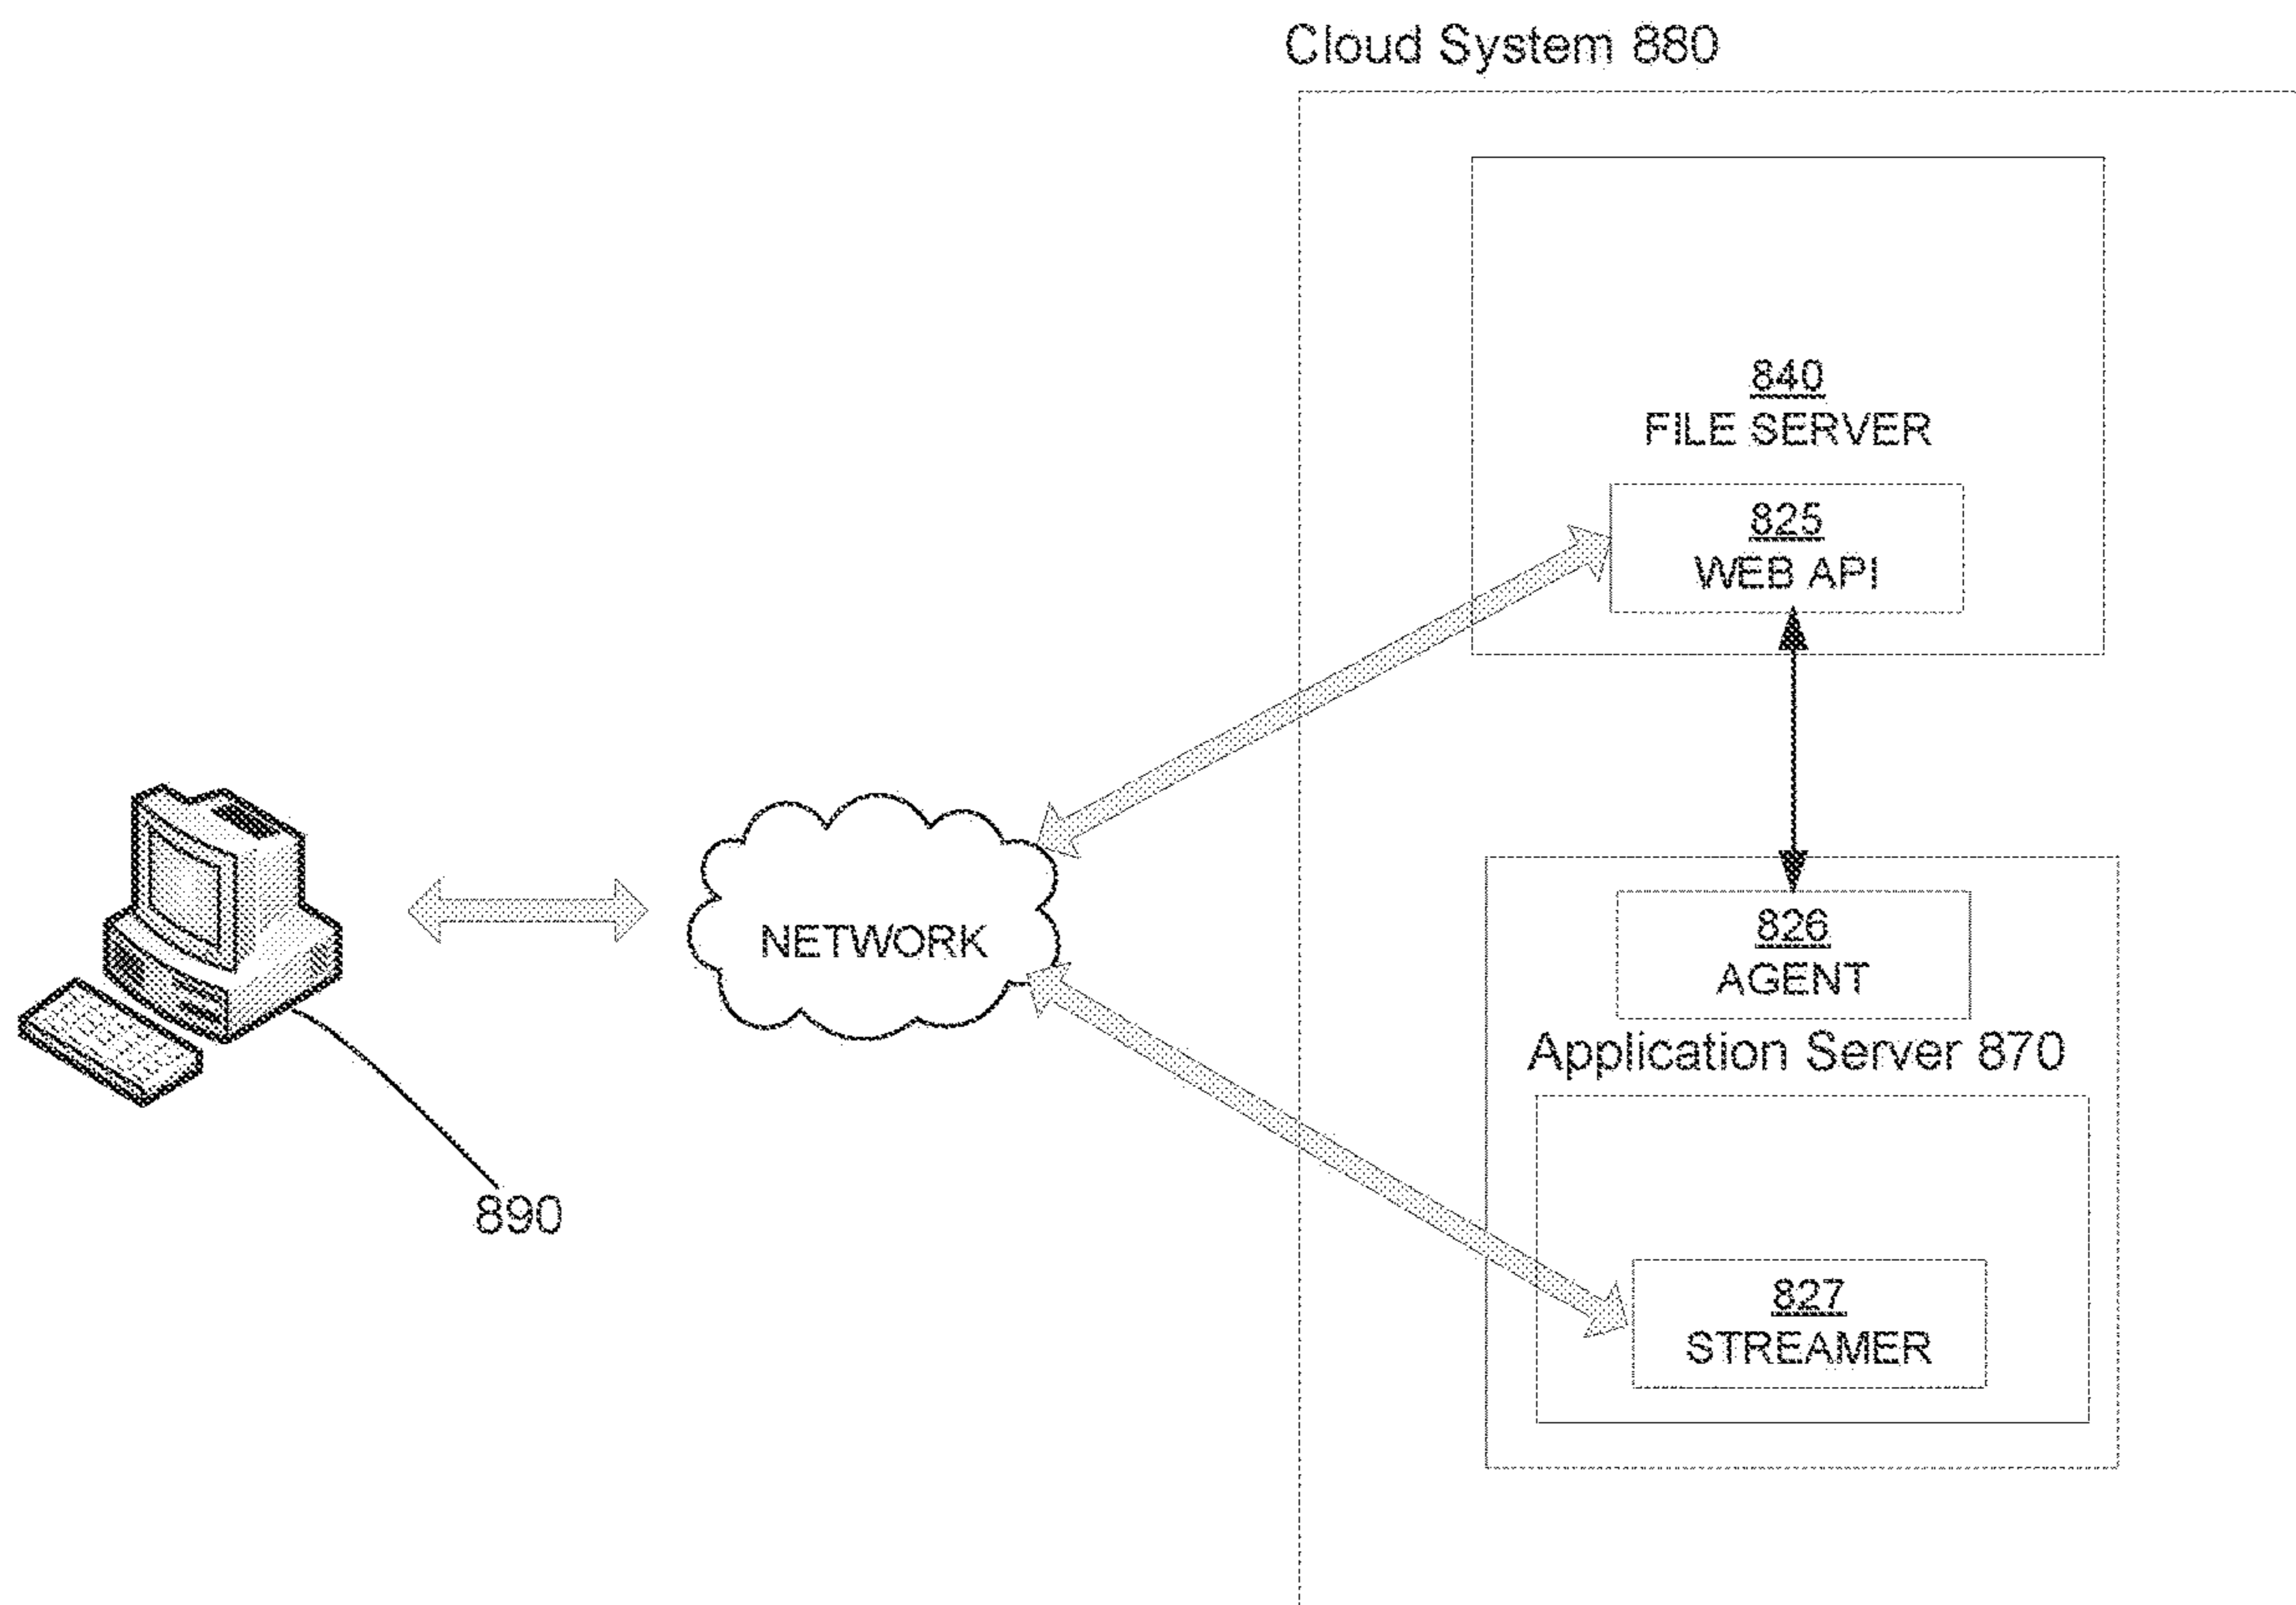 Cloud System 880
840
FILE SERVER
825
WEB API
NETWORK
826
AGENT
Application Server 870
890
827
STREAMER